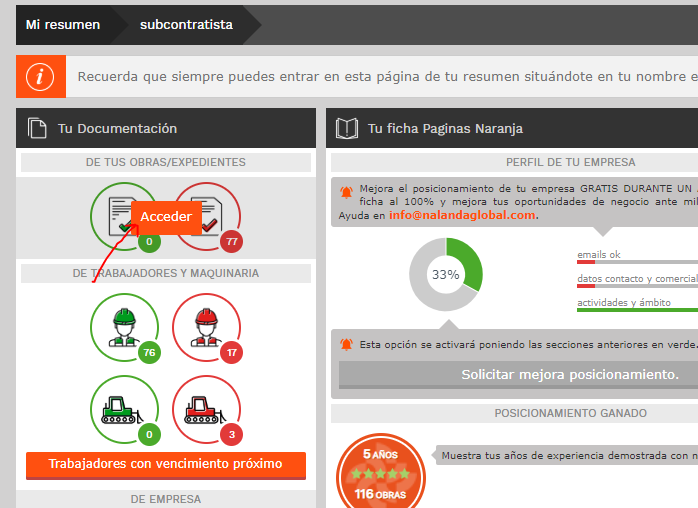 Mi resumen
subcontratista
Recuerda que siempre puedes entrar en esta página de tu resumen situándote en tu nombre e
Tu Documentación
DE TUS OBRAS/EXPEDIENTES
Acceder
0
77
DE TRABAJADORES Y MAQUINARIA
76
17
0
3
Trabajadores con vencimiento próximo
DE EMPRESA
Tu ficha Paginas Naranja
PERFIL DE TU EMPRESA
Mejora el posicionamiento de tu empresa GRATIS DURANTE UN
ficha al 100% y mejora tus oportunidades de negocio ante mil
Ayuda en info@nalandaglobal.com.
33%
emails ok
datos contacto y comercial
actividades y ámbito
Esta opción se activará poniendo las secciones anteriores en verde.
Solicitar mejora posicionamiento.
POSICIONAMIENTO GANADO
5 AÑOS
116 OBRAS
Muestra tus años de experiencia demostrada con n